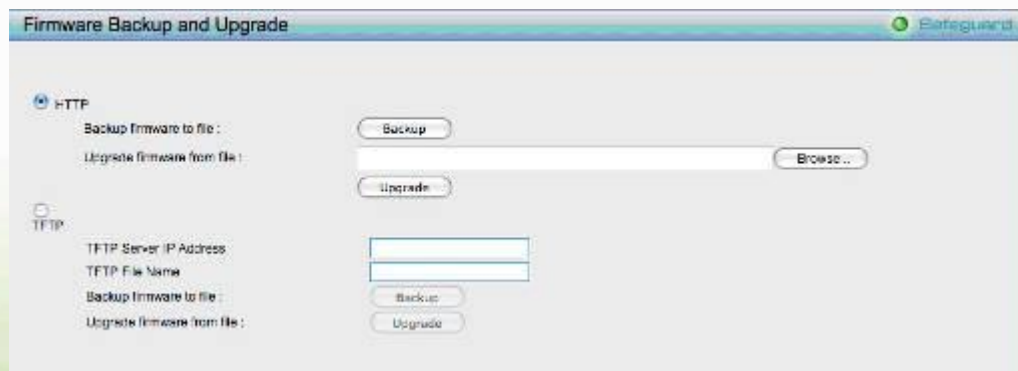 Firmware Backup and Upgrade
Safeguard
HTTP
Backup firmware to file :
Backup
Upgrade firmware from file :
Browse..
Upgrade
TFTP
TFTP Server IP Address
TFTP File Name
Backup firmware to file :
Backup
Upgrade firmware from file :
Upgrade